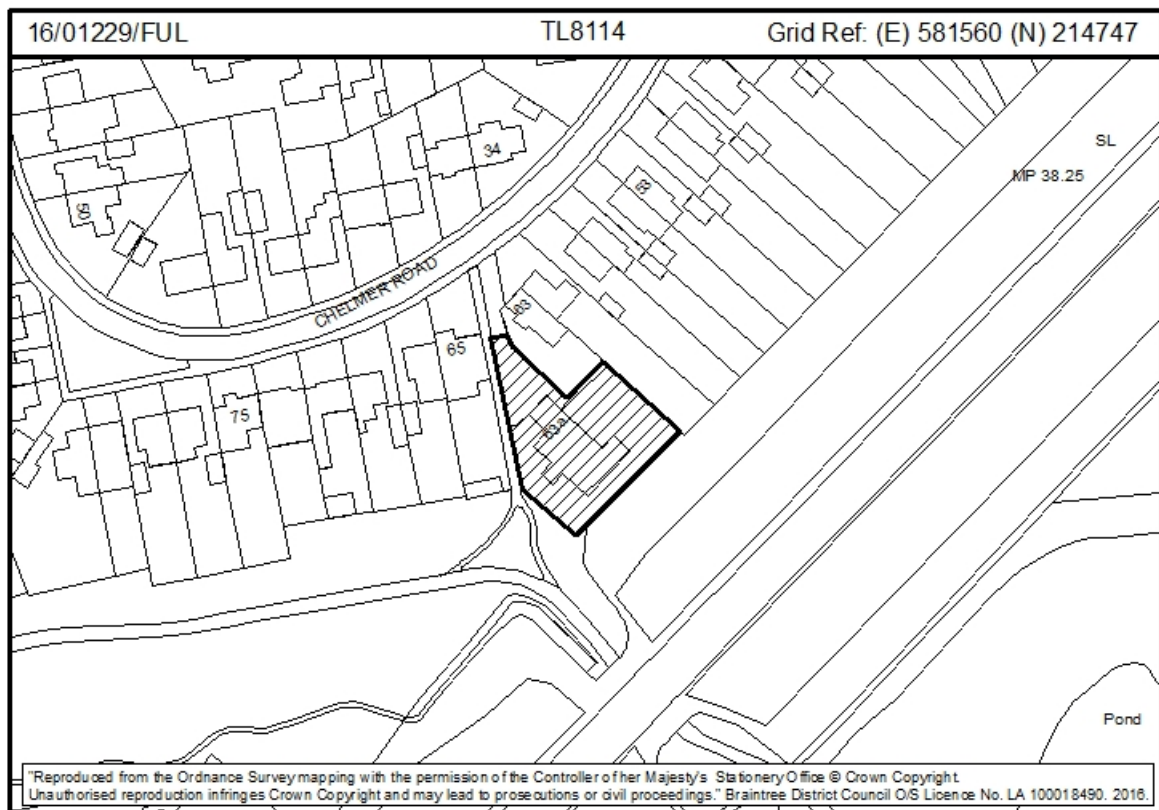 16/01229/FUL TL8114 Grid Ref: (E) 581560 (N) 214747
SL
MP 38.25
34
50
53
CHELMER ROAD
63
65
75
63a
Pond
"Reproduced from the Ordnance Survey mapping with the permission of the Controller of her Majesty's Stationery Office © Crown Copyright.
Unauthorised reproduction infringes Crown Copyright and may lead to prosecutions or civil proceedings." Braintree District Council O/S Licence No. LA 100018490. 2016.